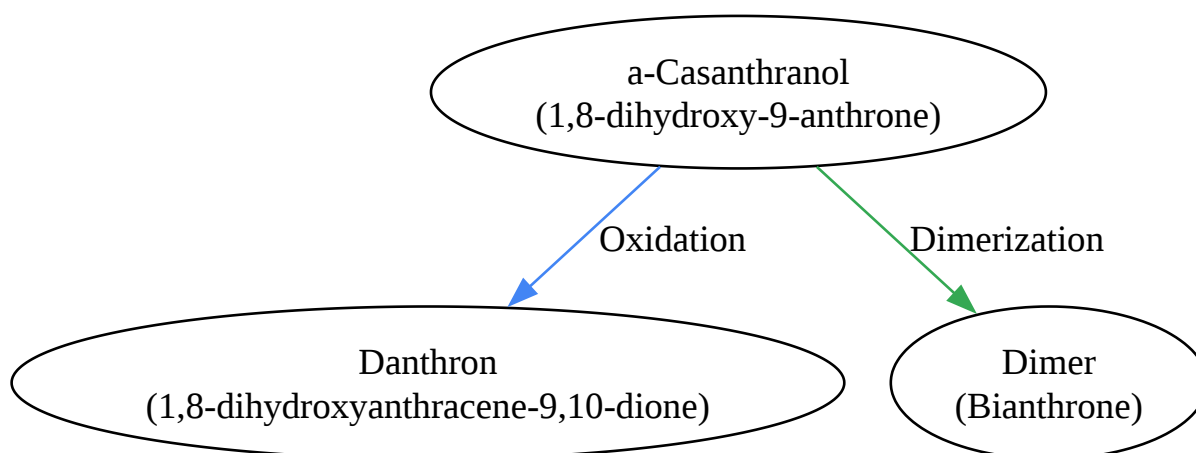 a-Casanthranol
(1,8-dihydroxy-9-anthrone)
Oxidation
Dimerization
Danthron
(1,8-dihydroxyanthracene-9,10-dione)
Dimer
(Bianthrone)